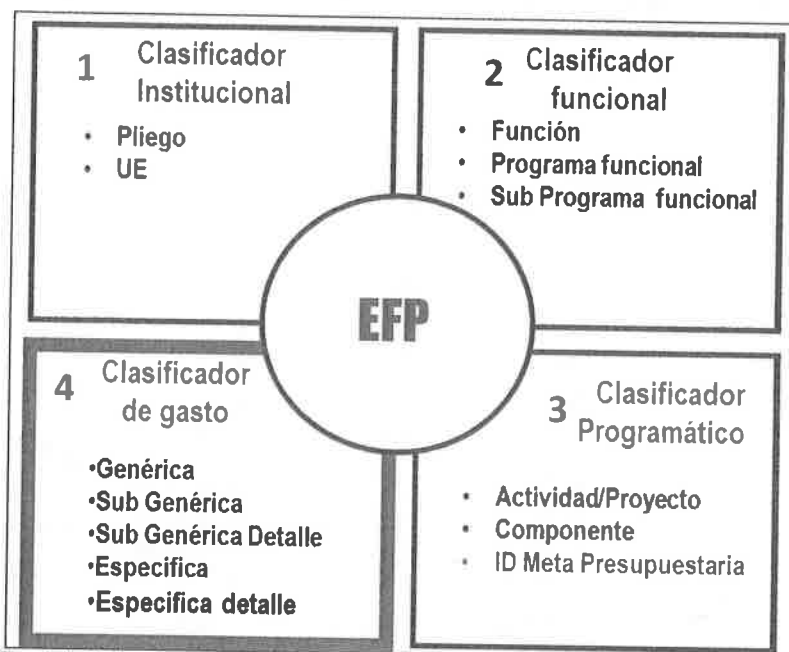 1 Clasificador
Institucional
• Pliego
• UE
2 Clasificador
funcional
• Función
• Programa funcional
• Sub Programa funcional
EFP
4 Clasificador
de gasto
•Genérica
•Sub Genérica
•Sub Genérica Detalle
•Especifica
•Especifica detalle
3 Clasificador
Programático
• Actividad/Proyecto
• Componente
• ID Meta Presupuestaria